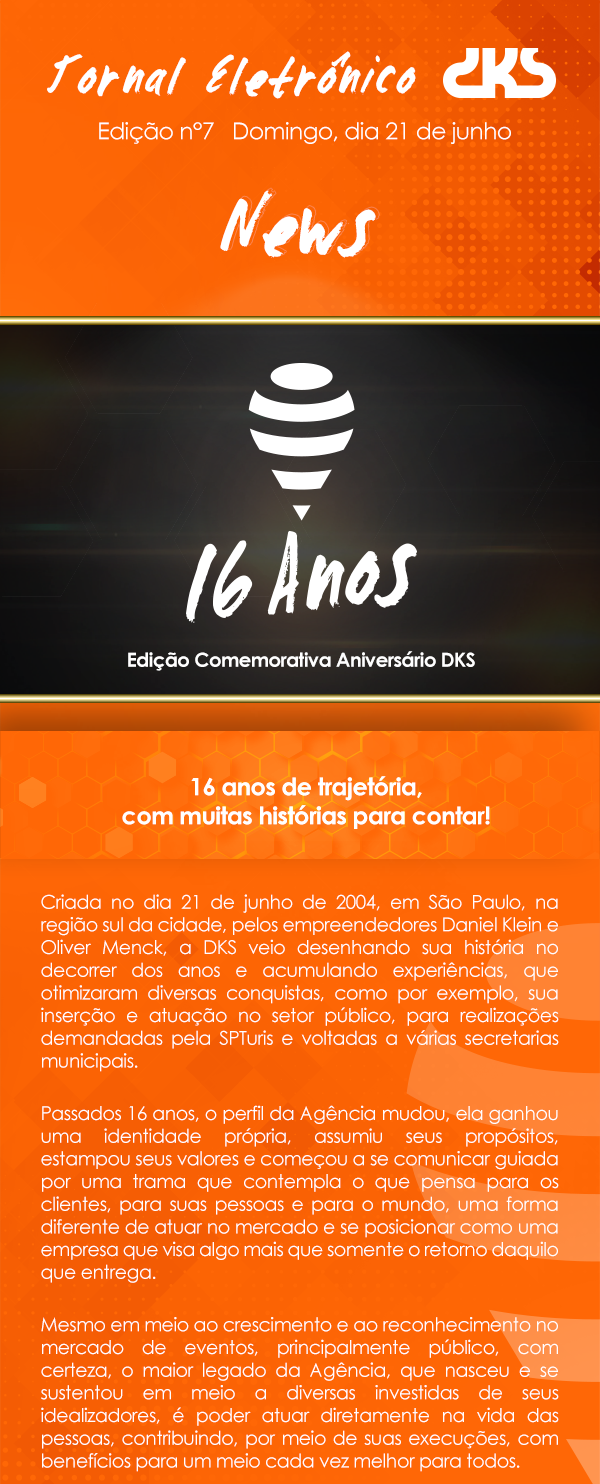 Jornal Eletrônico DKS
Edição nº7 Domingo, dia 21 de junho
News
16 Anos
Edição Comemorativa Aniversário DKS
16 anos de trajetória,
com muitas histórias para contar!
Criada no dia 21 de junho de 2004, em São Paulo, na
região sul da cidade, pelos empreendedores Daniel Klein e
Oliver Menck, a DKS veio desenhando sua história no
decorrer dos anos e acumulando experiências, que
otimizaram diversas conquistas, como por exemplo, sua
inserção e atuação no setor público, para realizações
demandadas pela SPTuris e voltadas a várias secretarias
municipais.
Passados 16 anos, o perfil da Agência mudou, ela ganhou
uma identidade própria, assumiu seus propósitos,
estampou seus valores e começou a se comunicar guiada
por uma trama que contempla o que pensa para os
clientes, para suas pessoas e para o mundo, uma forma
diferente de atuar no mercado e se posicionar como uma
empresa que visa algo mais que somente o retorno daquilo
que entrega.
Mesmo em meio ao crescimento e ao reconhecimento no
mercado de eventos, principalmente público, com
certeza, o maior legado da Agência, que nasceu e se
sustentou em meio a diversas investidas de seus
idealizadores, é poder atuar diretamente na vida das
pessoas, contribuindo, por meio de suas execuções, com
benefícios para um meio cada vez melhor para todos.